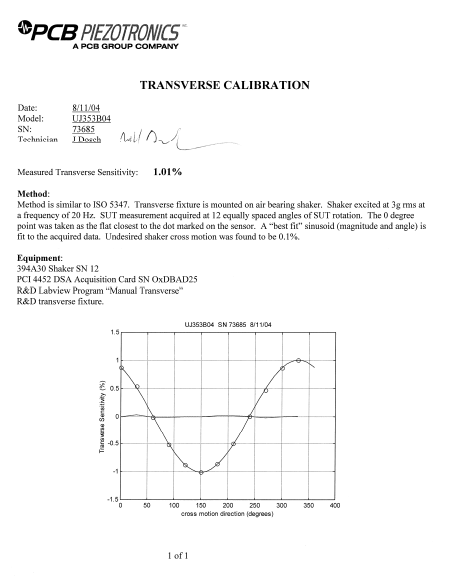 PCB PIEZOTRONICS
A PCB GROUP COMPANY
TRANSVERSE CALIBRATION
Date: 8/11/04
Model: UJ353B04
SN: 73685
Technician J Dosch
Measured Transverse Sensitivity: 1.01%
Method:
Method is similar to ISO 5347. Transverse fixture is mounted on air bearing shaker. Shaker excited at 3g rms at
a frequency of 20 Hz. SUT measurement acquired at 12 equally spaced angles of SUT rotation. The 0 degree
point was taken as the flat closest to the dot marked on the sensor. A “best fit” sinusoid (magnitude and angle) is
fit to the acquired data. Undesired shaker cross motion was found to be 0.1%.
Equipment:
394A30 Shaker SN 12
PCI 4452 DSA Acquisition Card SN OxDBAD25
R&D Labview Program “Manual Transverse”
R&D transverse fixture.
UJ353B04 SN 73685 8/11/04
1.5
1
0.5
0
-0.5
-1
-1.5
Transverse Sensitivity (%)
0 50 100 150 200 250 300 350 400
cross motion direction (degrees)
1 of 1